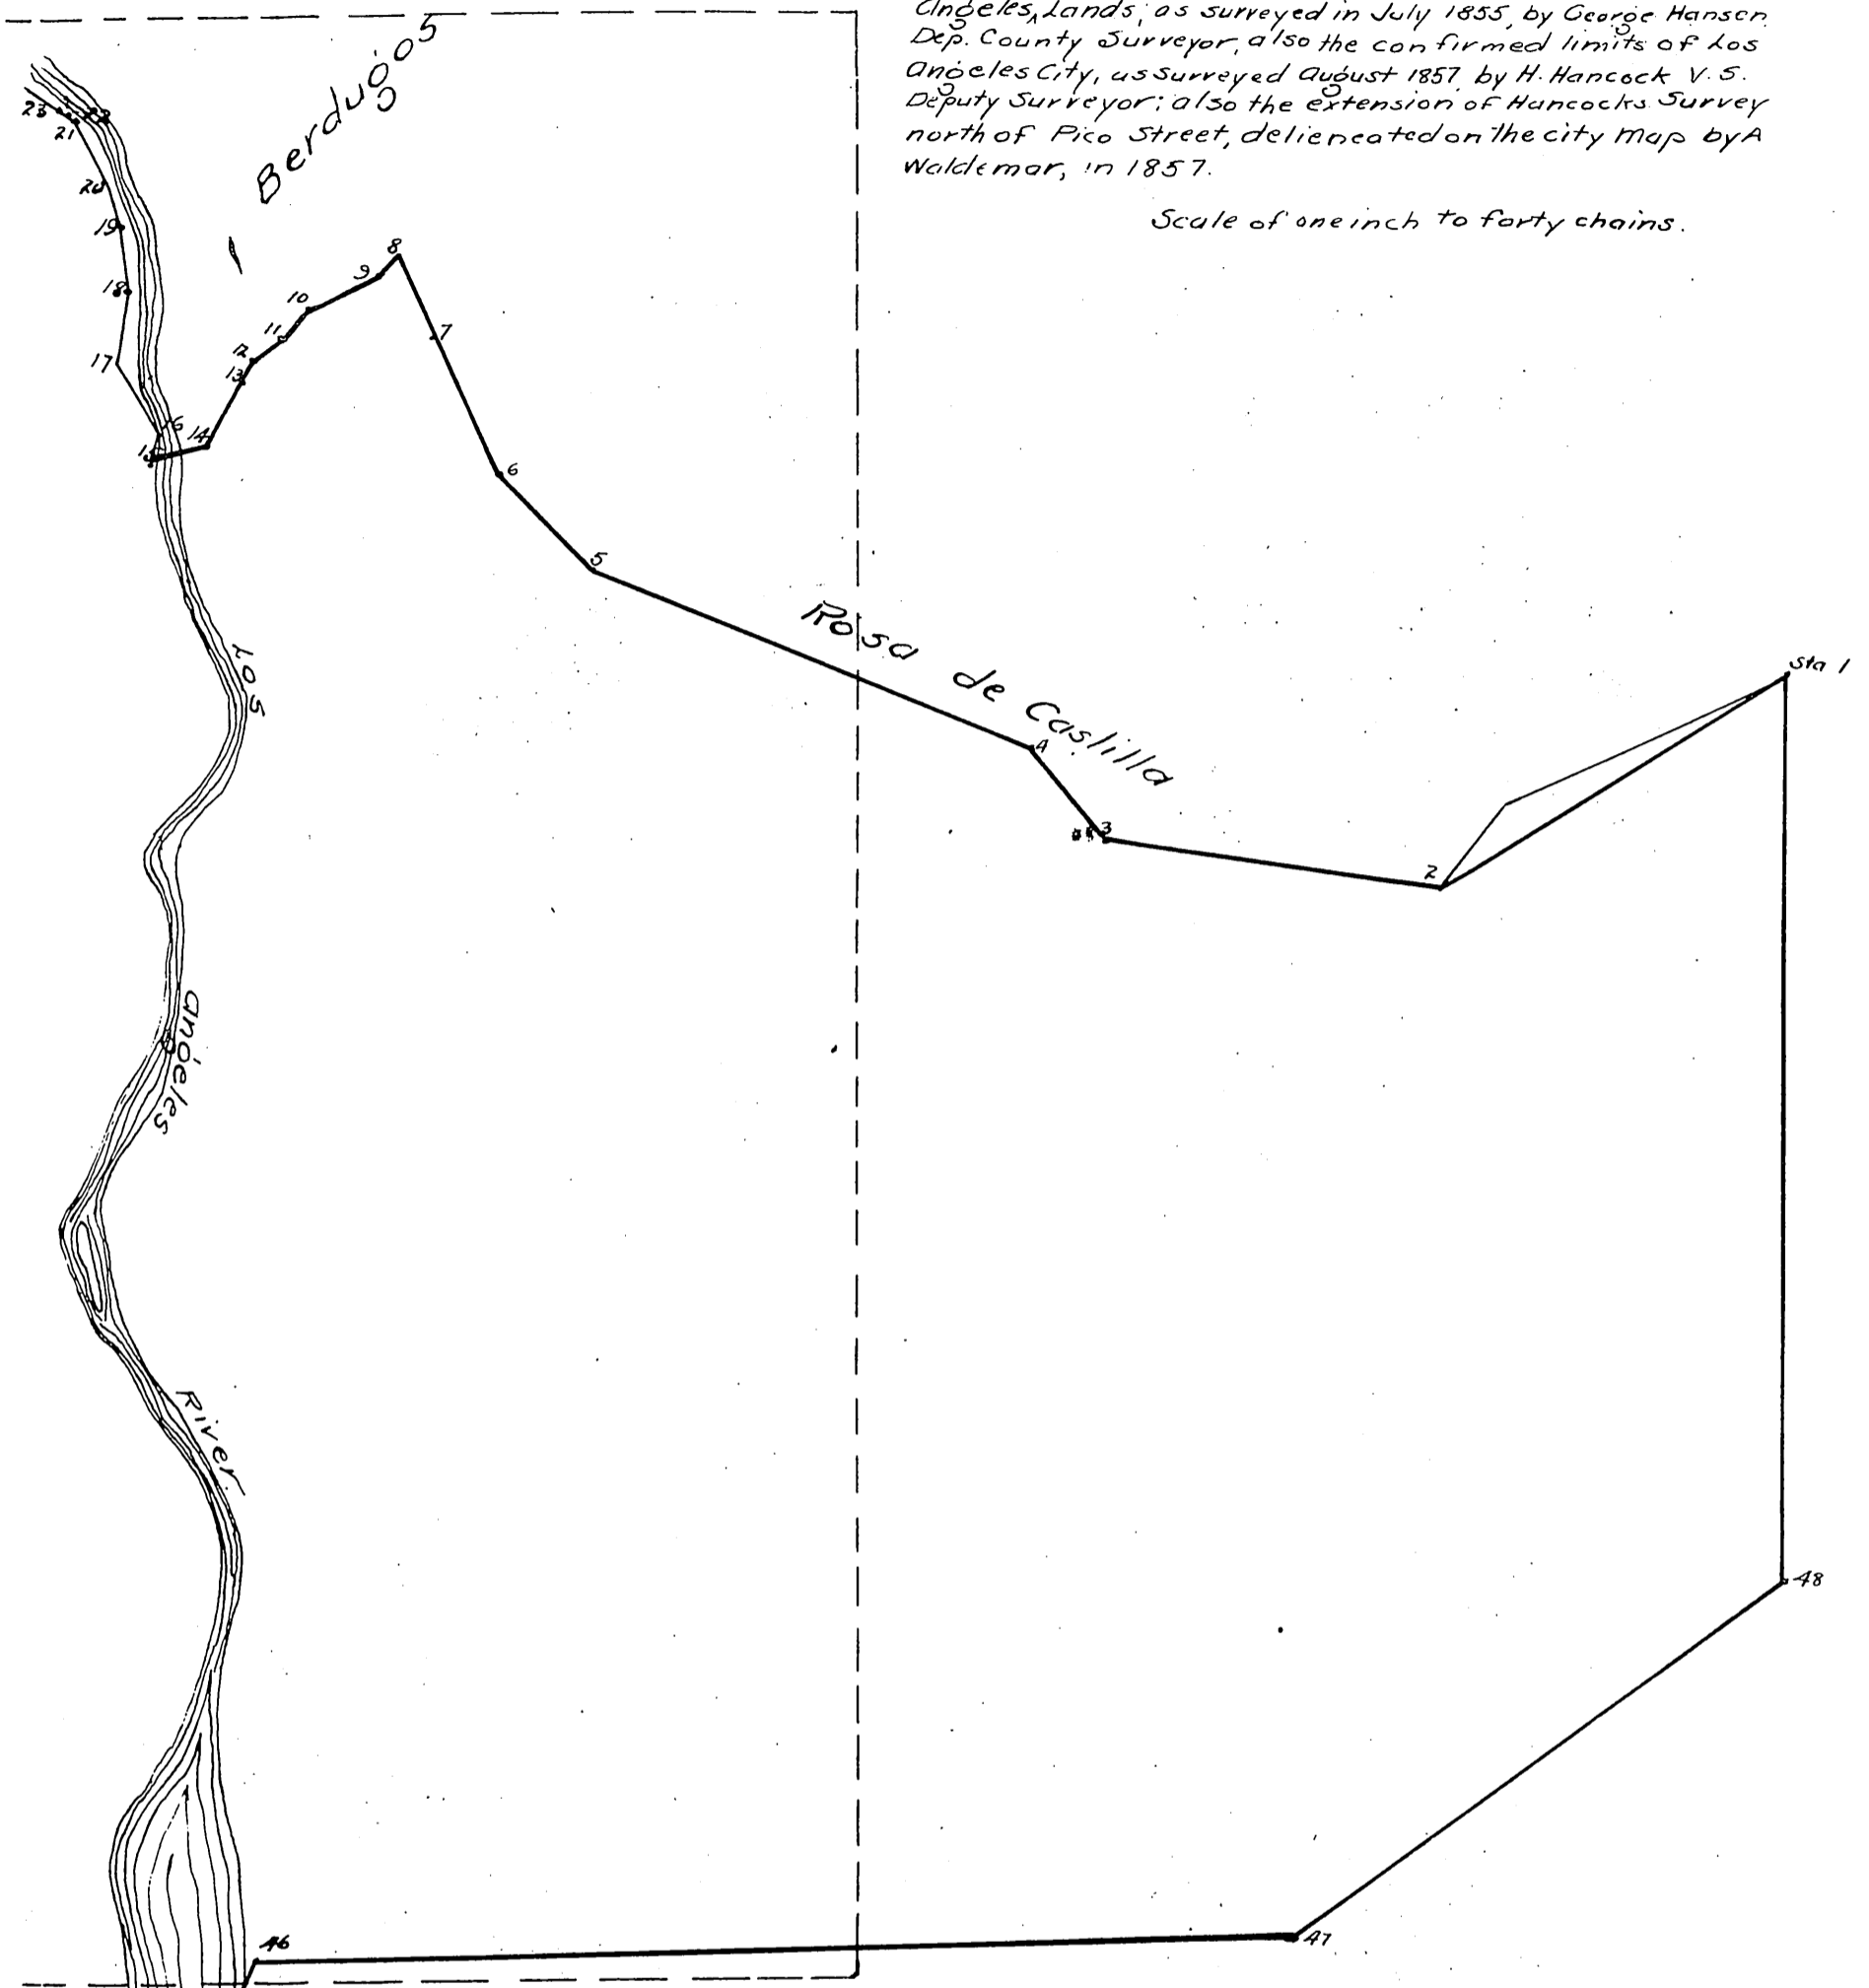 Angeles, Lands; as surveyed in July 1855, by George Hansen
Dep. County Surveyor, also the confirmed limits of Los
Angeles City, as surveyed August 1857, by H. Hancock V. S.
Deputy Surveyor; also the extension of Hancocks Survey
north of Pico Street, delieneated on the city Map by A
Waldemar, in 1857.
Scale of one inch to forty chains.
Berdugos
23
21
20
19
18
17
16
15
14
13
12
11
10
9
8
7
6
5
Rosa de Castilla
4
3
2
Sta 1
Los
Angeles
River
48
47
46